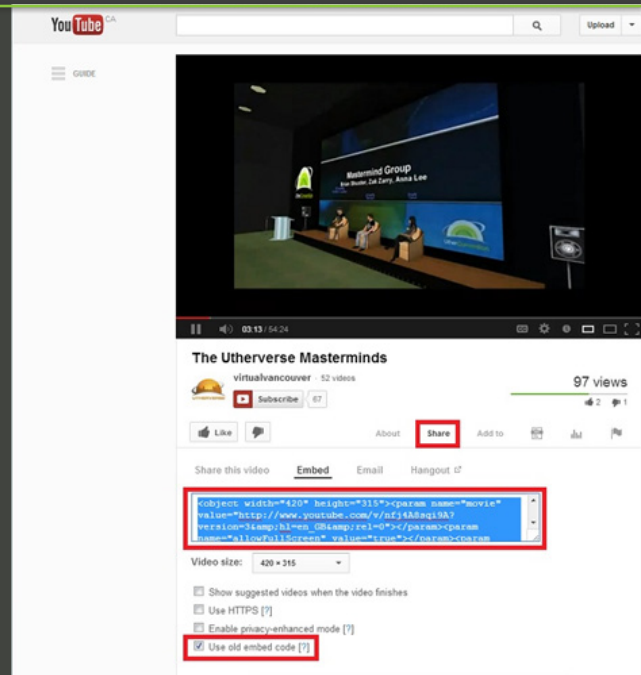 YouTube CA
Upload
GUIDE
Mastermind Group
Brian Shuster, Zak Zarry, Anna Lee
03:13 / 54:24
The Utherverse Masterminds
virtualvancouver · 52 videos
Subscribe 67
97 views
2 1
Like
About Share Add to
Share this video Embed Email Hangout
<object width="420" height="315"><param name="movie"
value="http://www.youtube.com/v/nfj4A8sqi9A?
version=3&amp;hl=en_GB&amp;rel=0"></param><param
name="allowFullScreen" value="true"></param><param
Video size: 420 × 315
Show suggested videos when the video finishes
Use HTTPS [?]
Enable privacy-enhanced mode [?]
Use old embed code [?]